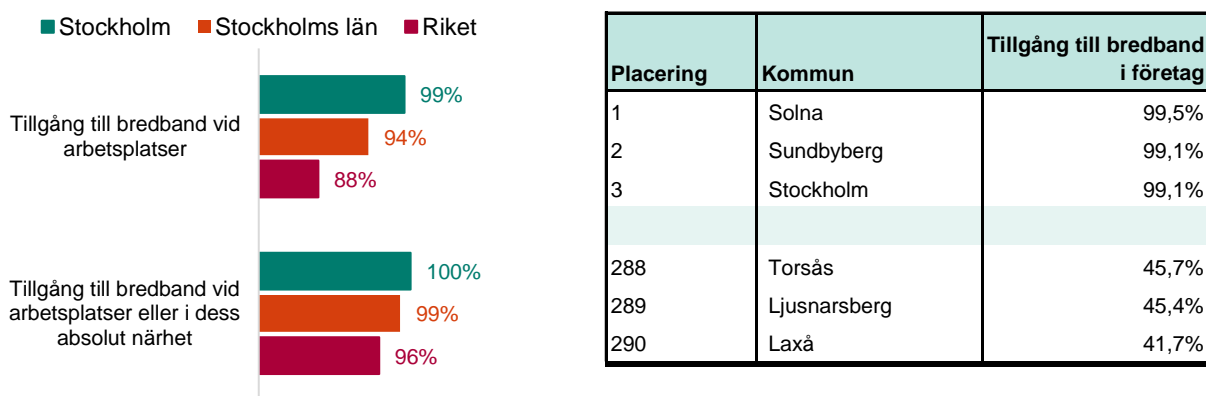 Stockholm Stockholms län Riket
Tillgång till bredband vid
arbetsplatser
99%
94%
88%
Tillgång till bredband vid
arbetsplatser eller i dess
absolut närhet
100%
99%
96%
Placering Kommun Tillgång till bredband
i företag
1 Solna 99,5%
2 Sundbyberg 99,1%
3 Stockholm 99,1%
288 Torsås 45,7%
289 Ljusnarsberg 45,4%
290 Laxå 41,7%